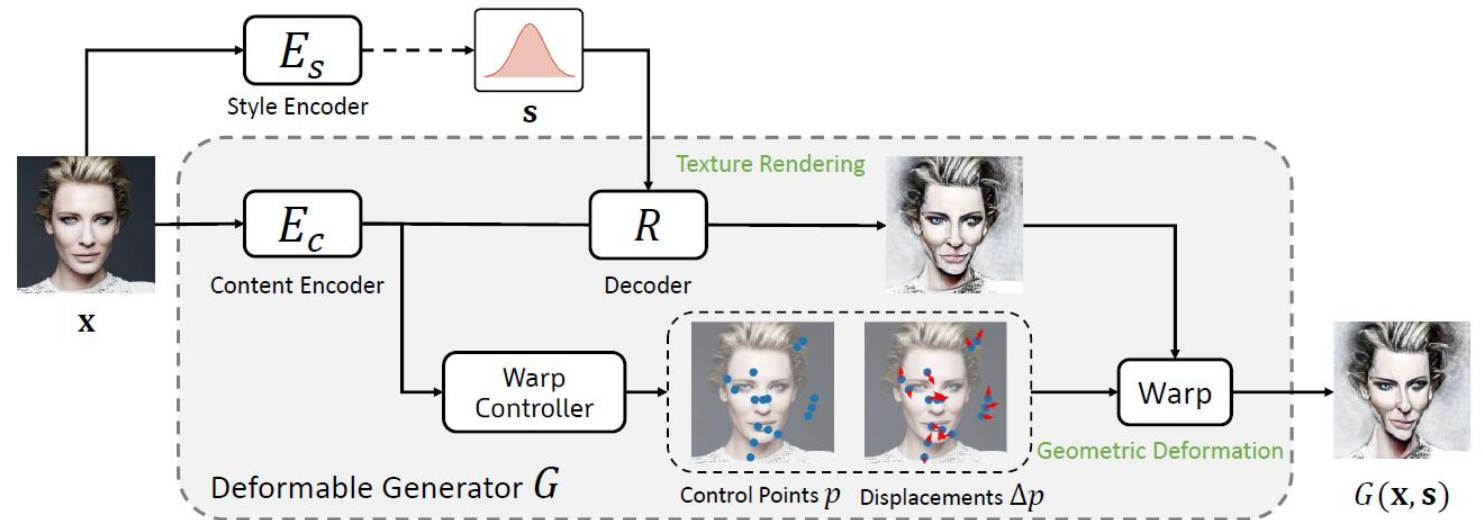 E_s
Style Encoder
s
Texture Rendering
x
E_c
Content Encoder
R
Decoder
Warp
Controller
Control Points p
Displacements Δp
Warp
Geometric Deformation
Deformable Generator G
G(x, s)